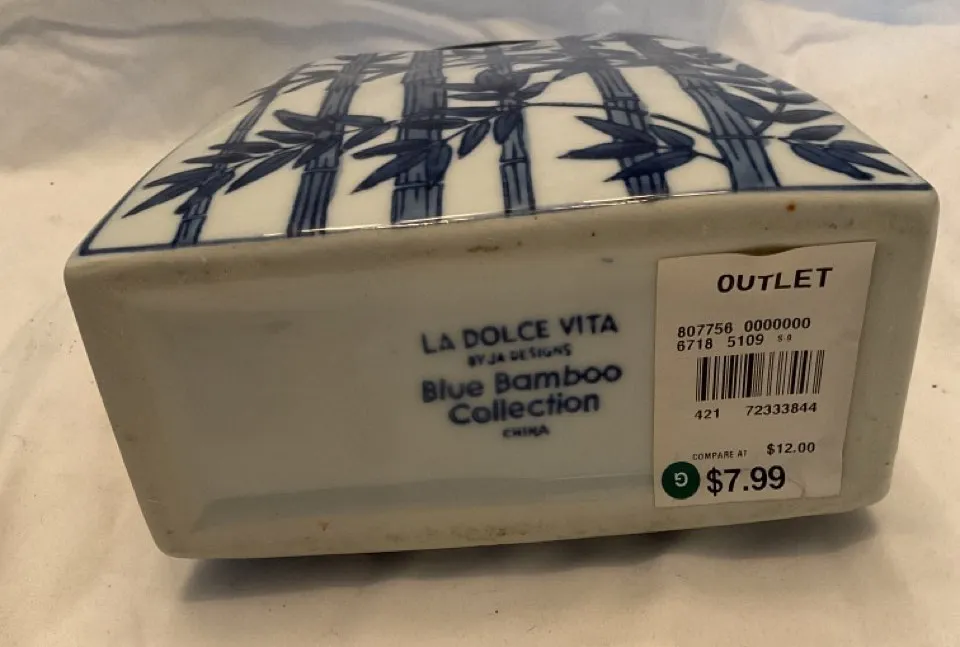 LA DOLCE VITA
BY JA DESIGNS
Blue Bamboo
Collection
CHINA
OUTLET
807756 0000000
6718 5109 S 9
421 72333844
COMPARE AT $12.00
G $7.99